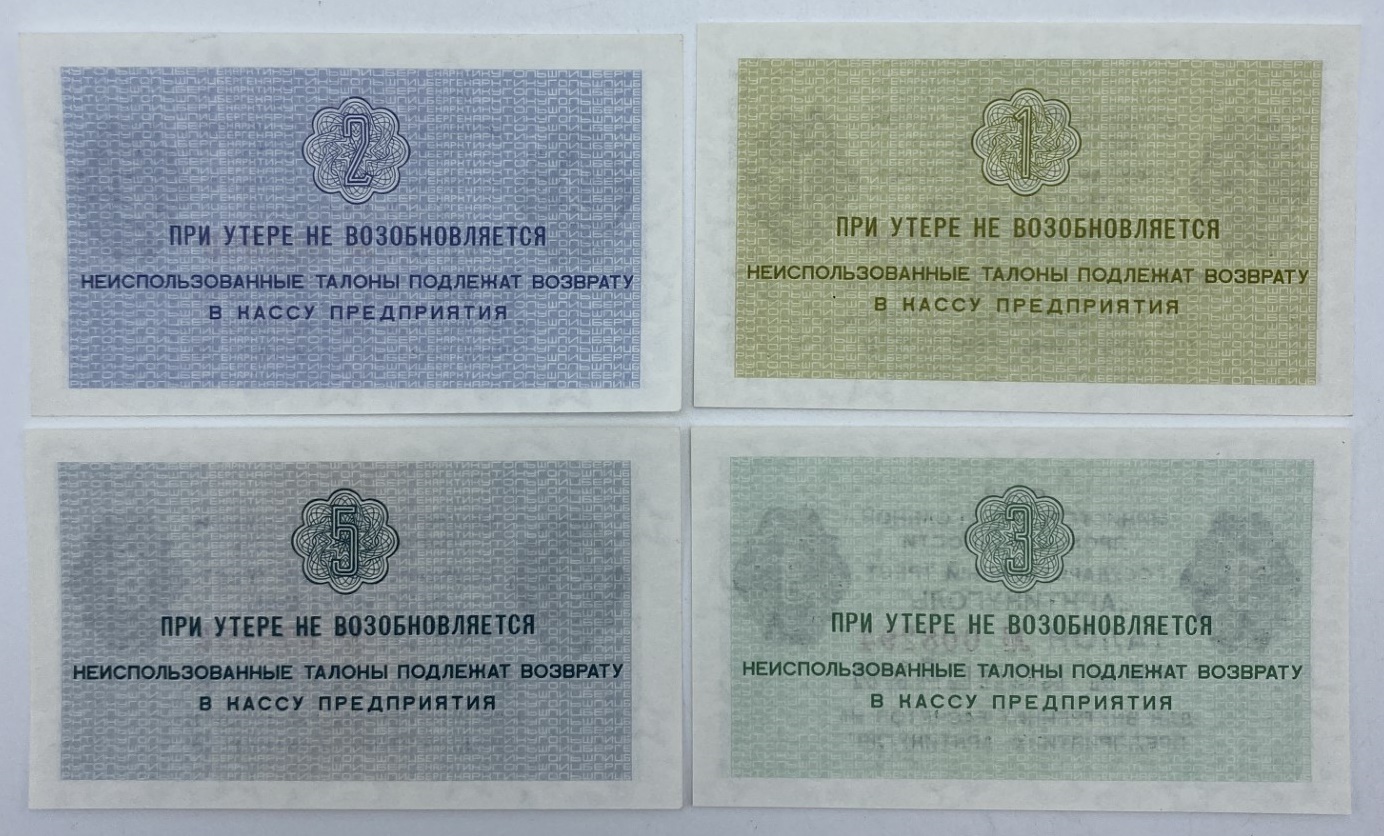 2
ПРИ УТЕРЕ НЕ ВОЗОБНОВЛЯЕТСЯ
НЕИСПОЛЬЗОВАННЫЕ ТАЛОНЫ ПОДЛЕЖАТ ВОЗВРАТУ
В КАССУ ПРЕДПРИЯТИЯ
1
ПРИ УТЕРЕ НЕ ВОЗОБНОВЛЯЕТСЯ
НЕИСПОЛЬЗОВАННЫЕ ТАЛОНЫ ПОДЛЕЖАТ ВОЗВРАТУ
В КАССУ ПРЕДПРИЯТИЯ
5
ПРИ УТЕРЕ НЕ ВОЗОБНОВЛЯЕТСЯ
НЕИСПОЛЬЗОВАННЫЕ ТАЛОНЫ ПОДЛЕЖАТ ВОЗВРАТУ
В КАССУ ПРЕДПРИЯТИЯ
3
ПРИ УТЕРЕ НЕ ВОЗОБНОВЛЯЕТСЯ
НЕИСПОЛЬЗОВАННЫЕ ТАЛОНЫ ПОДЛЕЖАТ ВОЗВРАТУ
В КАССУ ПРЕДПРИЯТИЯ